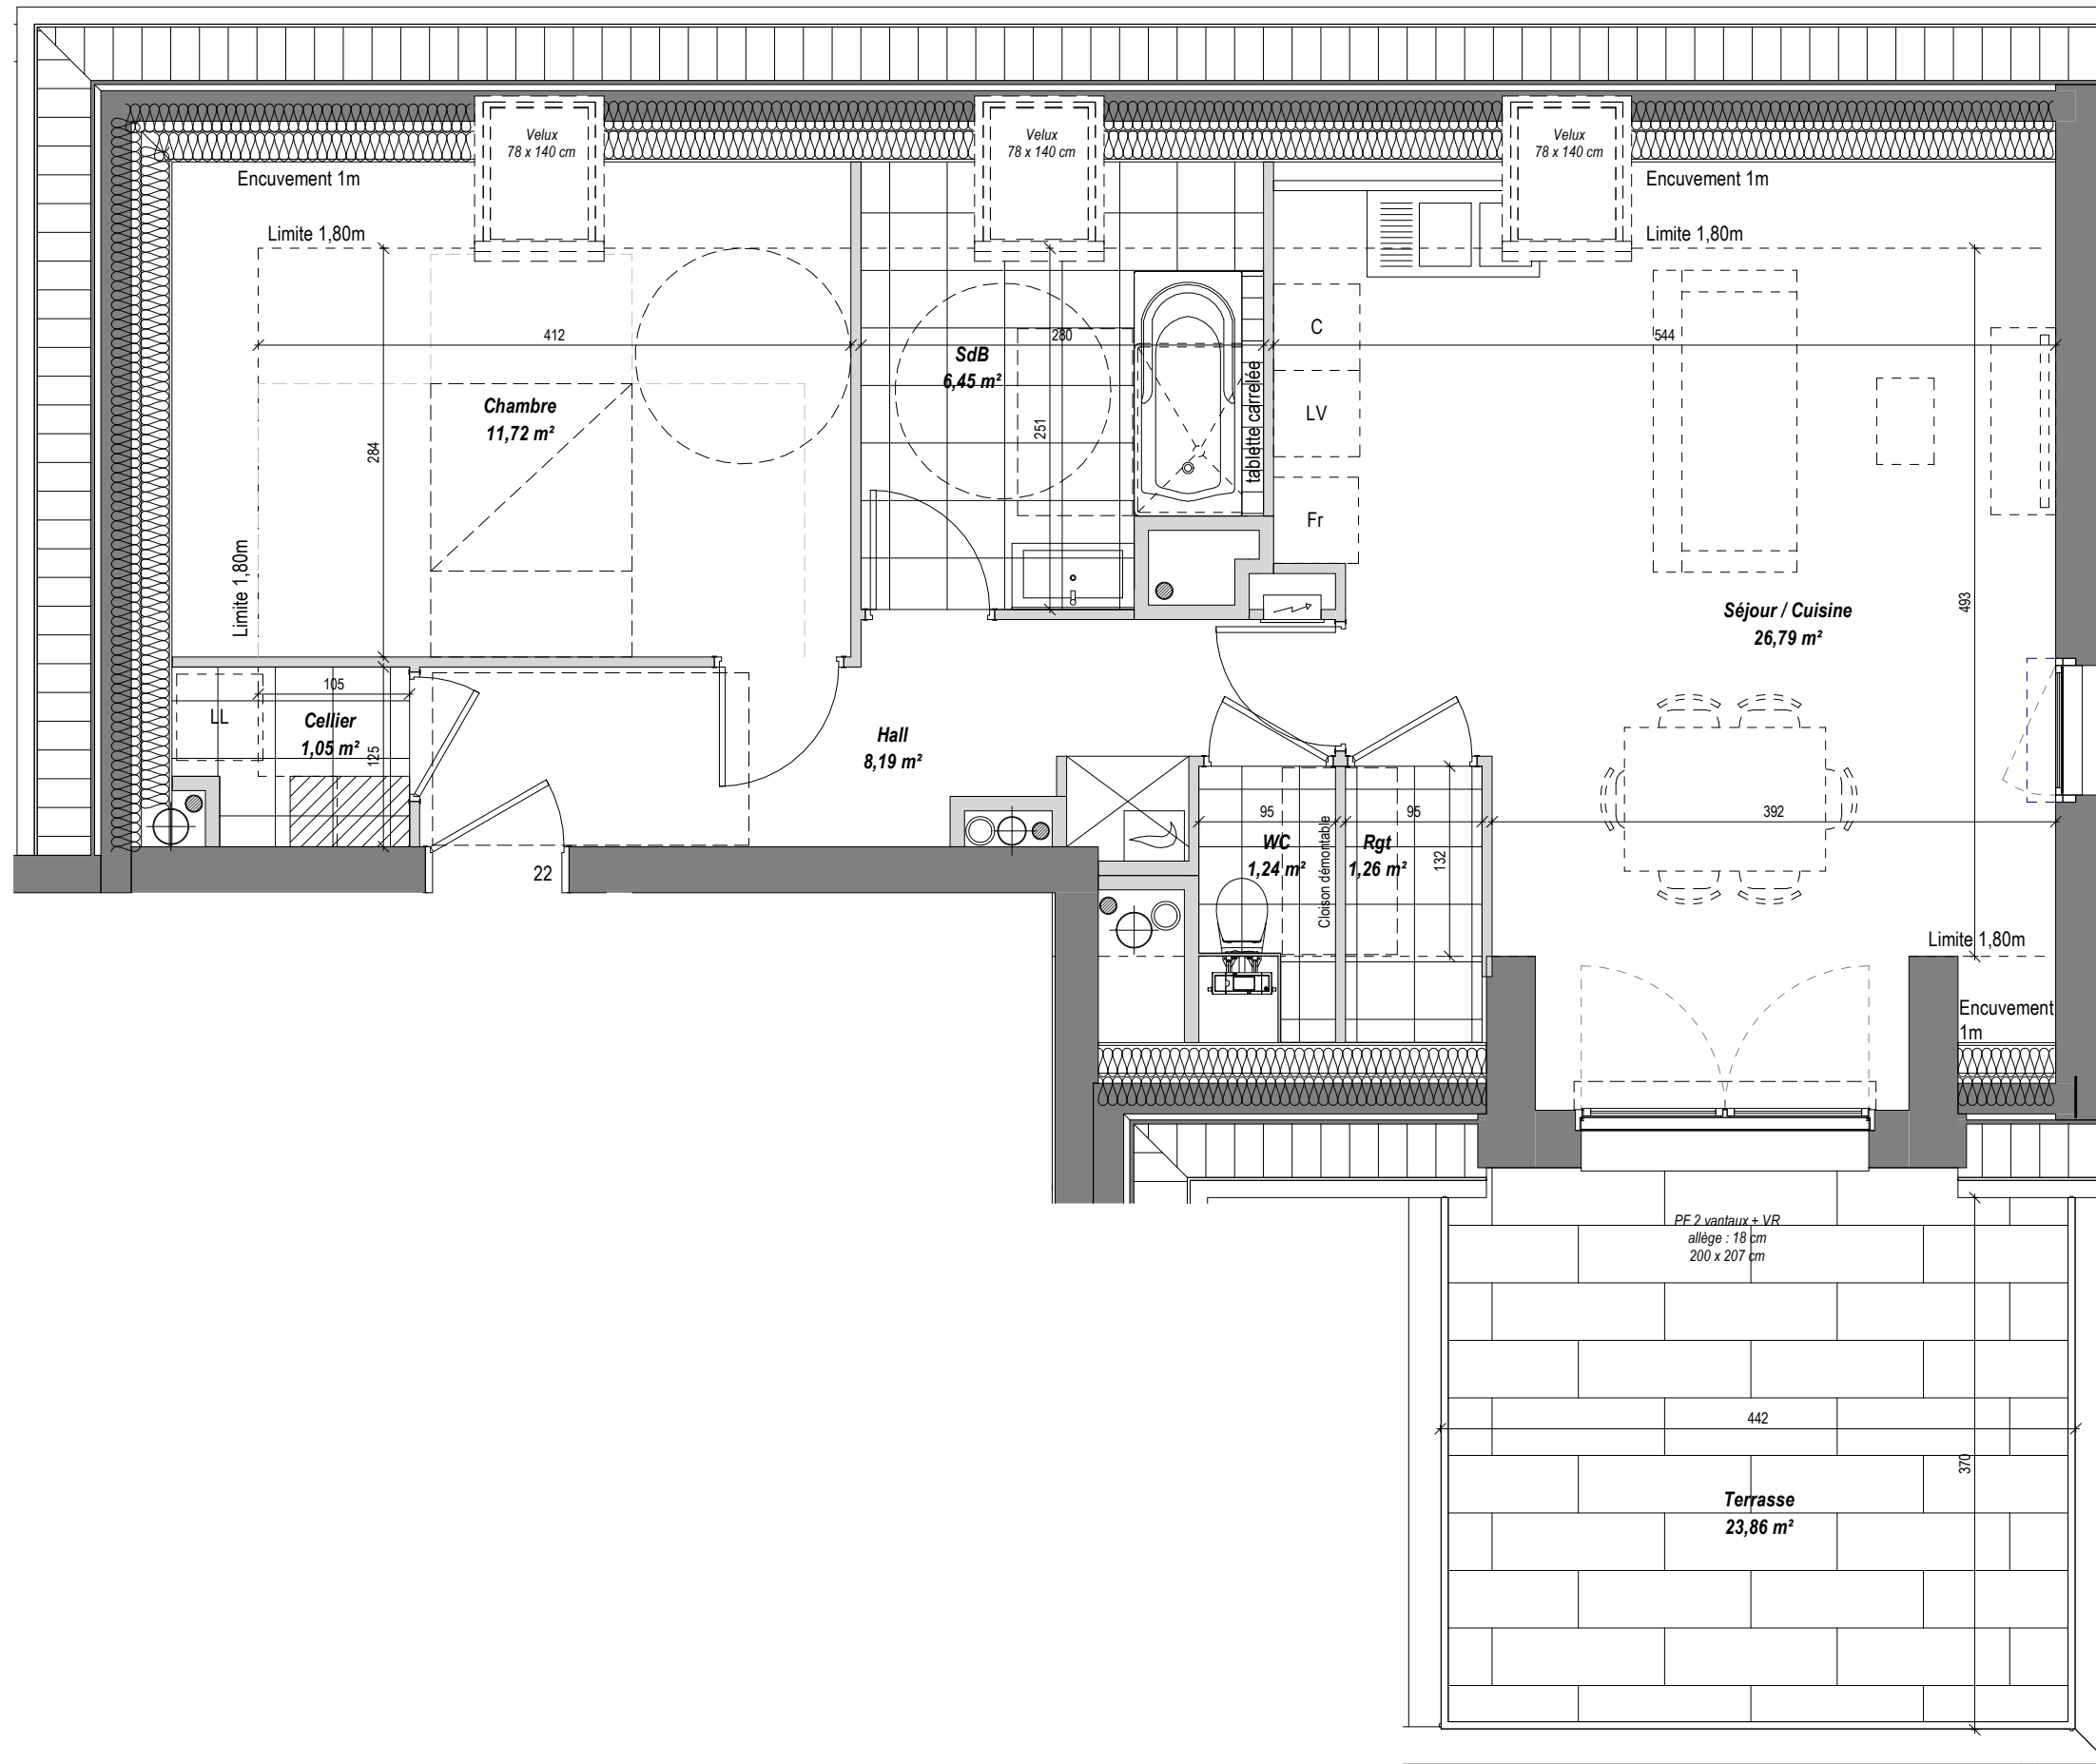 Velux
78 x 140 cm
Velux
78 x 140 cm
Velux
78 x 140 cm
Encuvement 1m
Encuvement 1m
Limite 1,80m
Limite 1,80m
412
280
544
C
SdB
6,45 m²
tablette carrelée
LV
Chambre
11,72 m²
251
284
Fr
Limite 1,80m
Séjour / Cuisine
26,79 m²
493
105
LL
Cellier
1,05 m²
125
Hall
8,19 m²
95
95
392
WC
1,24 m²
Cloison démontable
Rgt
1,26 m²
132
22
Limite 1,80m
Encuvement
1m
PF 2 vantaux + VR
allège : 18 cm
200 x 207 cm
442
370
Terrasse
23,86 m²